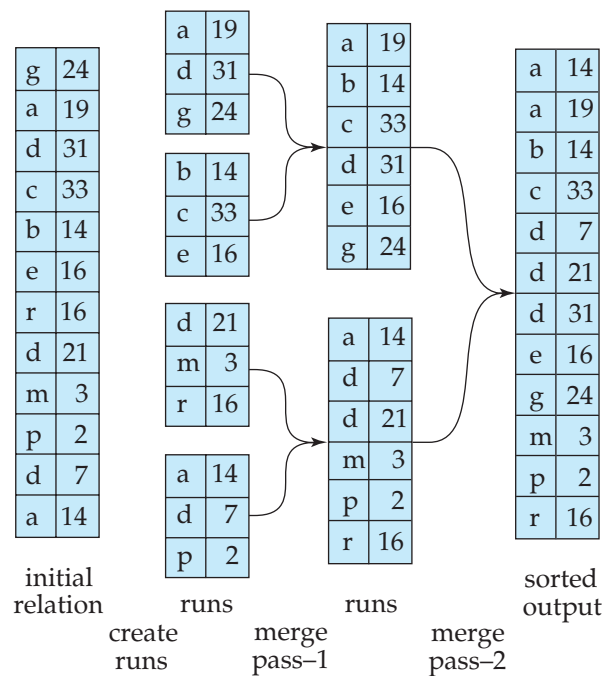 g 24
a 19
d 31
c 33
b 14
e 16
r 16
d 21
m 3
p 2
d 7
a 14
initial
relation
a 19
d 31
g 24
b 14
c 33
e 16
d 21
m 3
r 16
a 14
d 7
p 2
runs
create
runs
a 19
b 14
c 33
d 31
e 16
g 24
a 14
d 7
d 21
m 3
p 2
r 16
runs
merge
pass–1
a 14
a 19
b 14
c 33
d 7
d 21
d 31
e 16
g 24
m 3
p 2
r 16
sorted
output
merge
pass–2